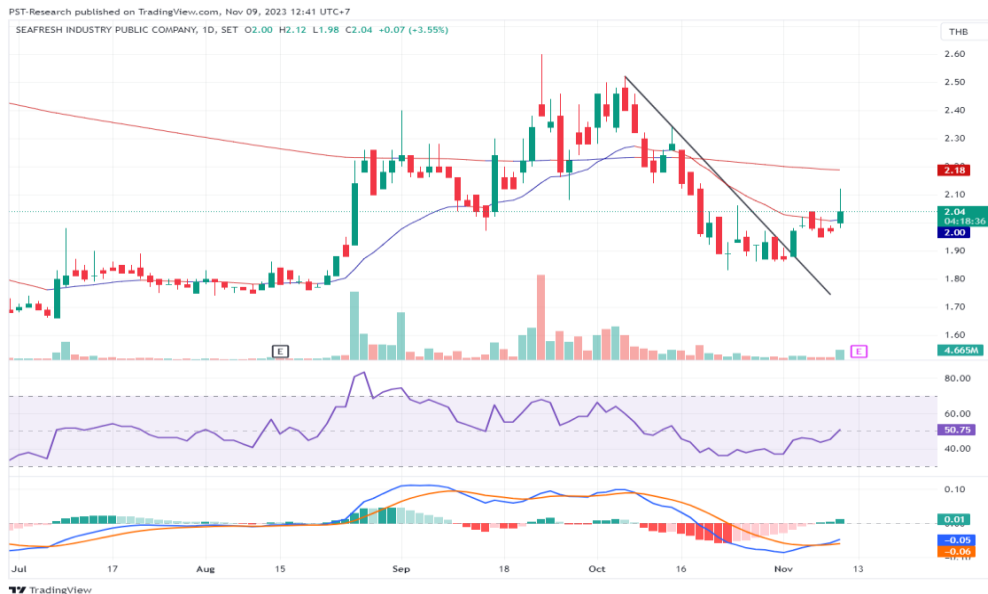 PST-Research published on TradingView.com, Nov 09, 2023 12:41 UTC+7
SEAFRESH INDUSTRY PUBLIC COMPANY, 1D, SET O2.00 H2.12 L1.98 C2.04 +0.07 (+3.55%)
THB
2.60
2.50
2.40
2.30
2.18
2.10
2.04
04:18:36
2.00
1.90
1.80
1.70
1.60
E
E
4.665M
80.00
60.00
50.75
40.00
0.10
0.01
-0.05
-0.06
Jul
17
Aug
15
Sep
18
Oct
16
Nov
13
TradingView